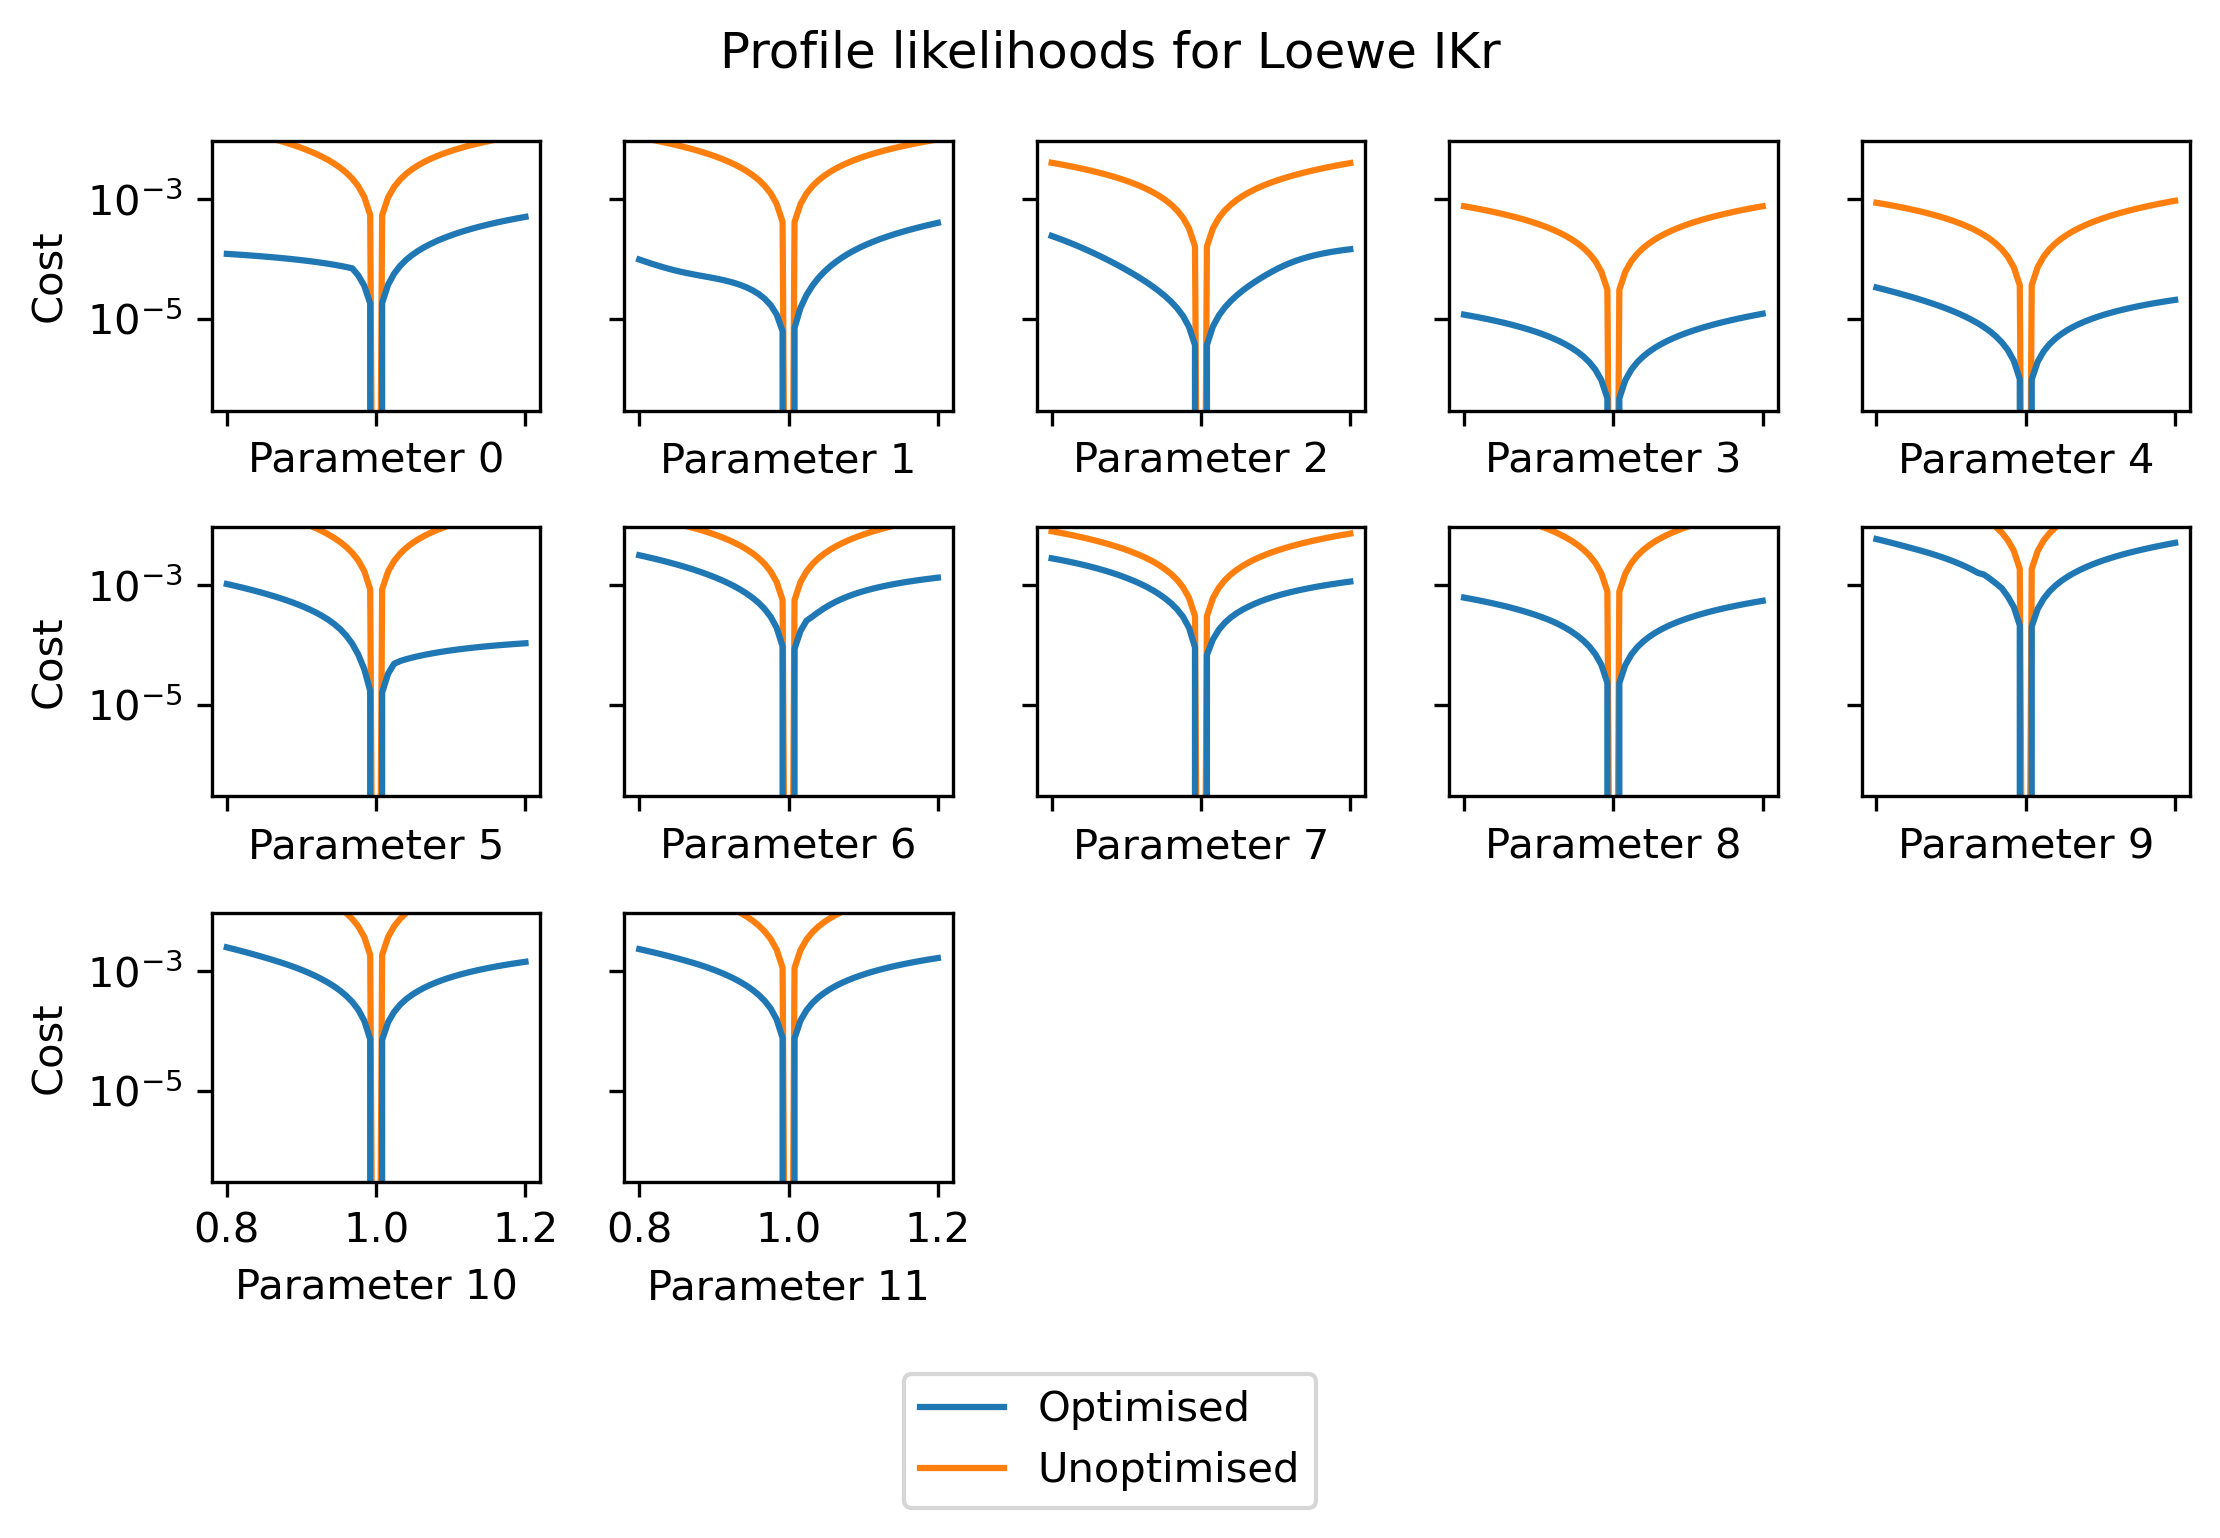 Profile likelihoods for Loewe IKr
Cost
10⁻³
10⁻⁵
Parameter 0
Parameter 1
Parameter 2
Parameter 3
Parameter 4
Cost
10⁻³
10⁻⁵
Parameter 5
Parameter 6
Parameter 7
Parameter 8
Parameter 9
Cost
10⁻³
10⁻⁵
0.8 1.0 1.2
Parameter 10
0.8 1.0 1.2
Parameter 11
Optimised
Unoptimised